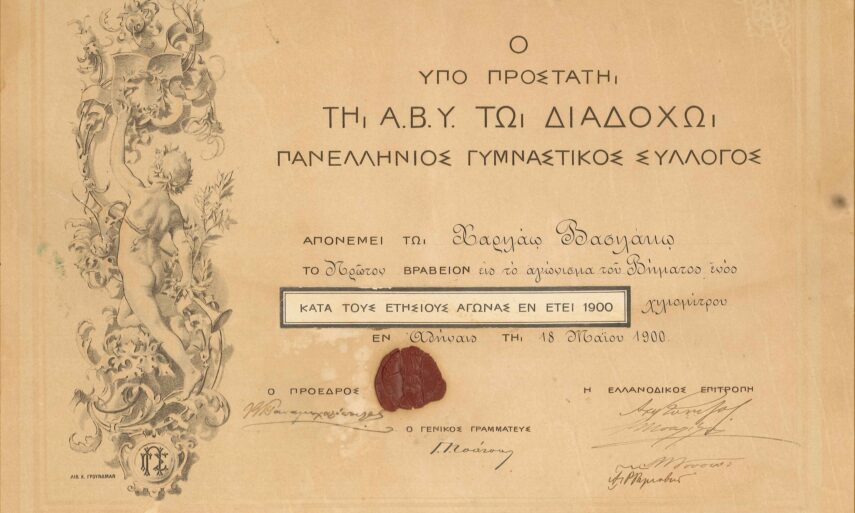 Ο
ΥΠΟ ΠΡΟΣΤΑΤΗι
ΤΗι Α.Β.Υ. ΤΩι ΔΙΑΔΟΧΩι
ΠΑΝΕΛΛΗΝΙΟΣ ΓΥΜΝΑΣΤΙΚΟΣ ΣΥΛΛΟΓΟΣ
ΑΠΟΝΕΜΕΙ ΤΩι Χαριλάῳ Βασιλάκῳ
ΤΟ Πρῶτον ΒΡΑΒΕΙΟΝ εἰς τὸ ἀγώνισμα τοῦ Βήματος ἑνὸς
ΚΑΤΑ ΤΟΥΣ ΕΤΗΣΙΟΥΣ ΑΓΩΝΑΣ ΕΝ ΕΤΕΙ 1900 χιλιομέτρου
ΕΝ Ἀθήναις ΤΗι 18 Μαΐου 1900.
Ο ΠΡΟΕΔΡΟΣ
Η ΕΛΛΑΝΟΔΙΚΟΣ ΕΠΙΤΡΟΠΗ
Ο ΓΕΝΙΚΟΣ ΓΡΑΜΜΑΤΕΥΣ
ΛΙΘ. Κ. ΓΡΟΥΝΔΜΑΝ